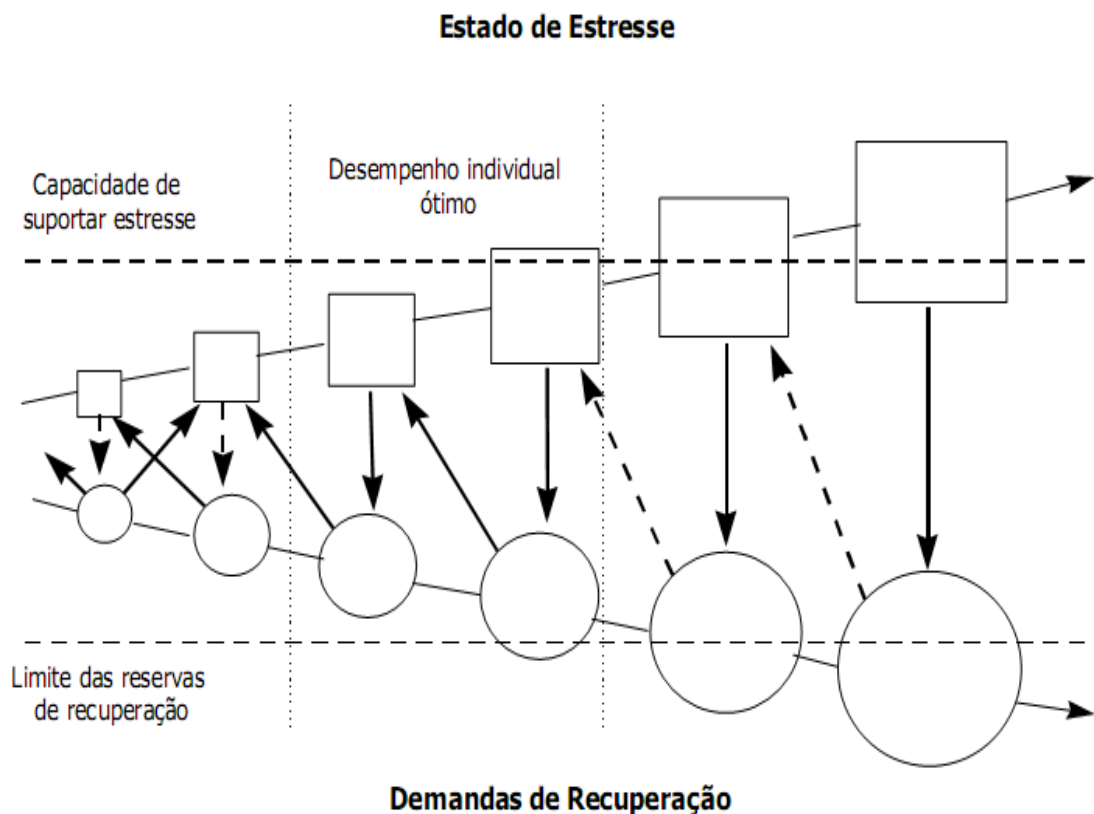 Estado de Estresse
Capacidade de
suportar estresse
Desempenho individual
ótimo
Limite das reservas
de recuperação
Demandas de Recuperação